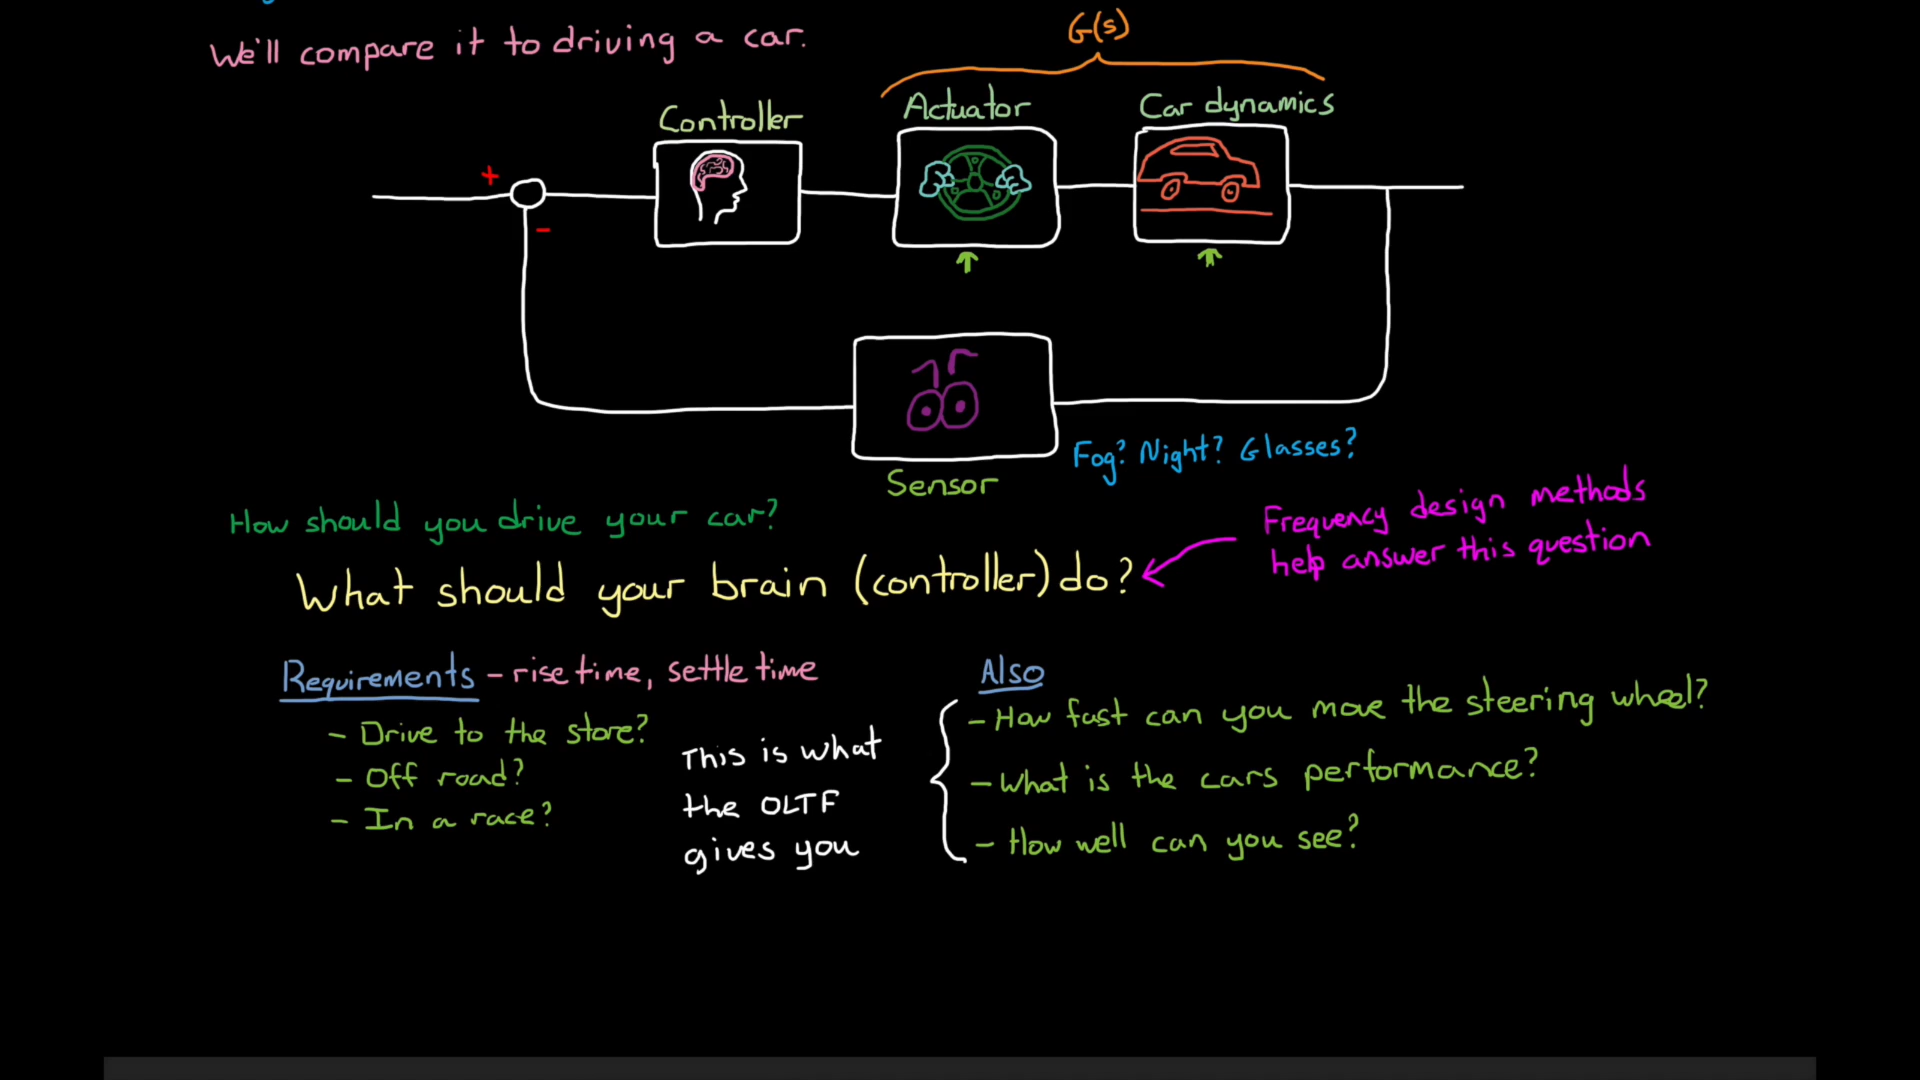 We'll compare it to driving a car.
G(s)
Controller
Actuator
Car dynamics
+
-
Sensor
Fog? Night? Glasses?
How should you drive your car?
Frequency design methods
help answer this question
What should your brain (controller) do?
Requirements - rise time, settle time
- Drive to the store?
- Off road?
- In a race?
This is what
the OLTF
gives you
Also
- How fast can you move the steering wheel?
- What is the cars performance?
- How well can you see?